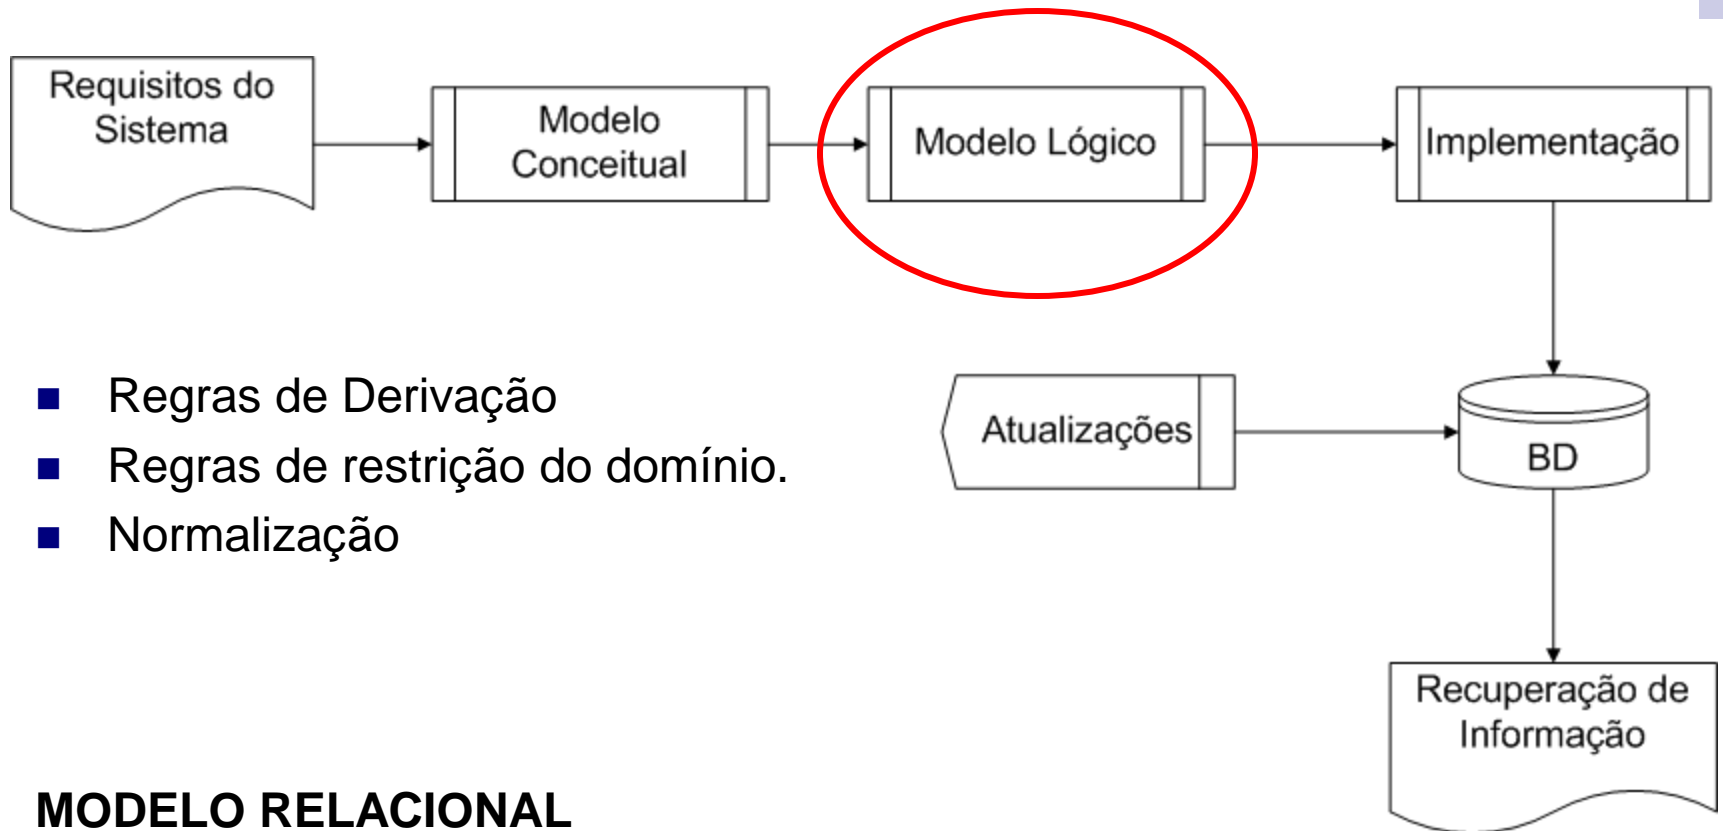 Requisitos do
Sistema
Modelo
Conceitual
Modelo Lógico
Implementação
Regras de Derivação
Regras de restrição do domínio.
Normalização
Atualizações
BD
Recuperação de
Informação
MODELO RELACIONAL